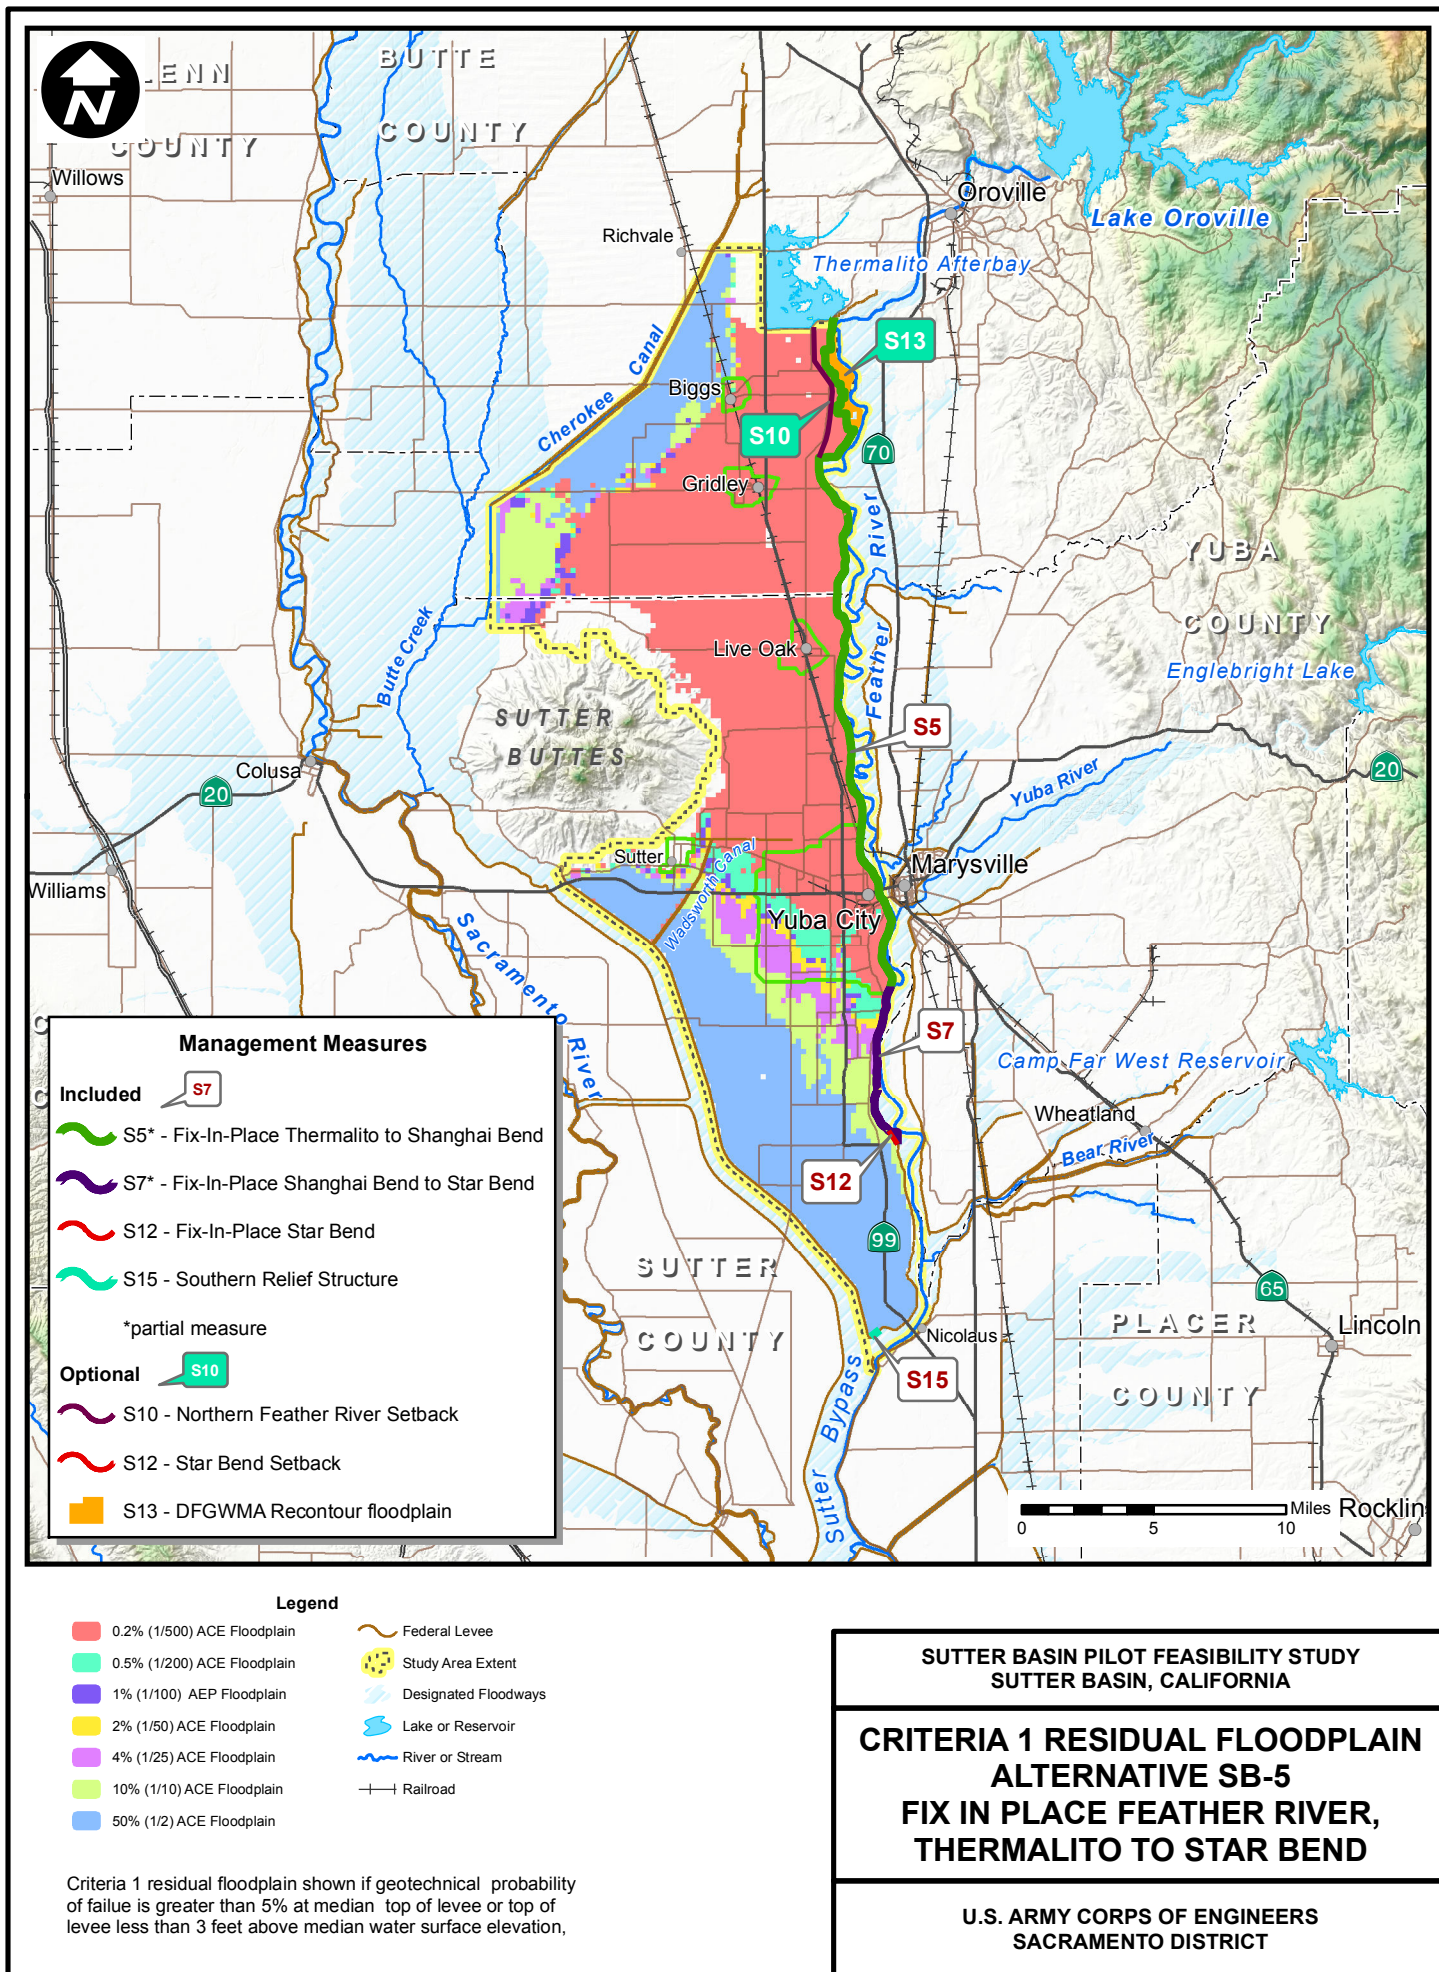 N
LENN
COUNTY
BUTTE
COUNTY
Willows
Richvale
Oroville
Lake Oroville
Thermalito Afterbay
S13
Cherokee Canal
Biggs
S10
70
Gridley
Feather River
YUBA
COUNTY
Englebright Lake
Live Oak
Butte Creek
SUTTER
BUTTES
S5
Colusa
20
20
Yuba River
Sutter
Wadsworth Canal
Marysville
Williams
Yuba City
Sacramento River
S7
Camp Far West Reservoir
Wheatland
Bear River
S12
99
SUTTER
COUNTY
65
PLACER
COUNTY
Lincoln
Nicolaus
S15
Sutter Bypass
Rocklin
0 5 10 Miles
Management Measures
Included S7
S5* - Fix-In-Place Thermalito to Shanghai Bend
S7* - Fix-In-Place Shanghai Bend to Star Bend
S12 - Fix-In-Place Star Bend
S15 - Southern Relief Structure
*partial measure
Optional S10
S10 - Northern Feather River Setback
S12 - Star Bend Setback
S13 - DFGWMA Recontour floodplain
Legend
0.2% (1/500) ACE Floodplain
0.5% (1/200) ACE Floodplain
1% (1/100) AEP Floodplain
2% (1/50) ACE Floodplain
4% (1/25) ACE Floodplain
10% (1/10) ACE Floodplain
50% (1/2) ACE Floodplain
Federal Levee
Study Area Extent
Designated Floodways
Lake or Reservoir
River or Stream
Railroad
Criteria 1 residual floodplain shown if geotechnical probability
of failue is greater than 5% at median top of levee or top of
levee less than 3 feet above median water surface elevation,
SUTTER BASIN PILOT FEASIBILITY STUDY
SUTTER BASIN, CALIFORNIA
CRITERIA 1 RESIDUAL FLOODPLAIN
ALTERNATIVE SB-5
FIX IN PLACE FEATHER RIVER,
THERMALITO TO STAR BEND
U.S. ARMY CORPS OF ENGINEERS
SACRAMENTO DISTRICT